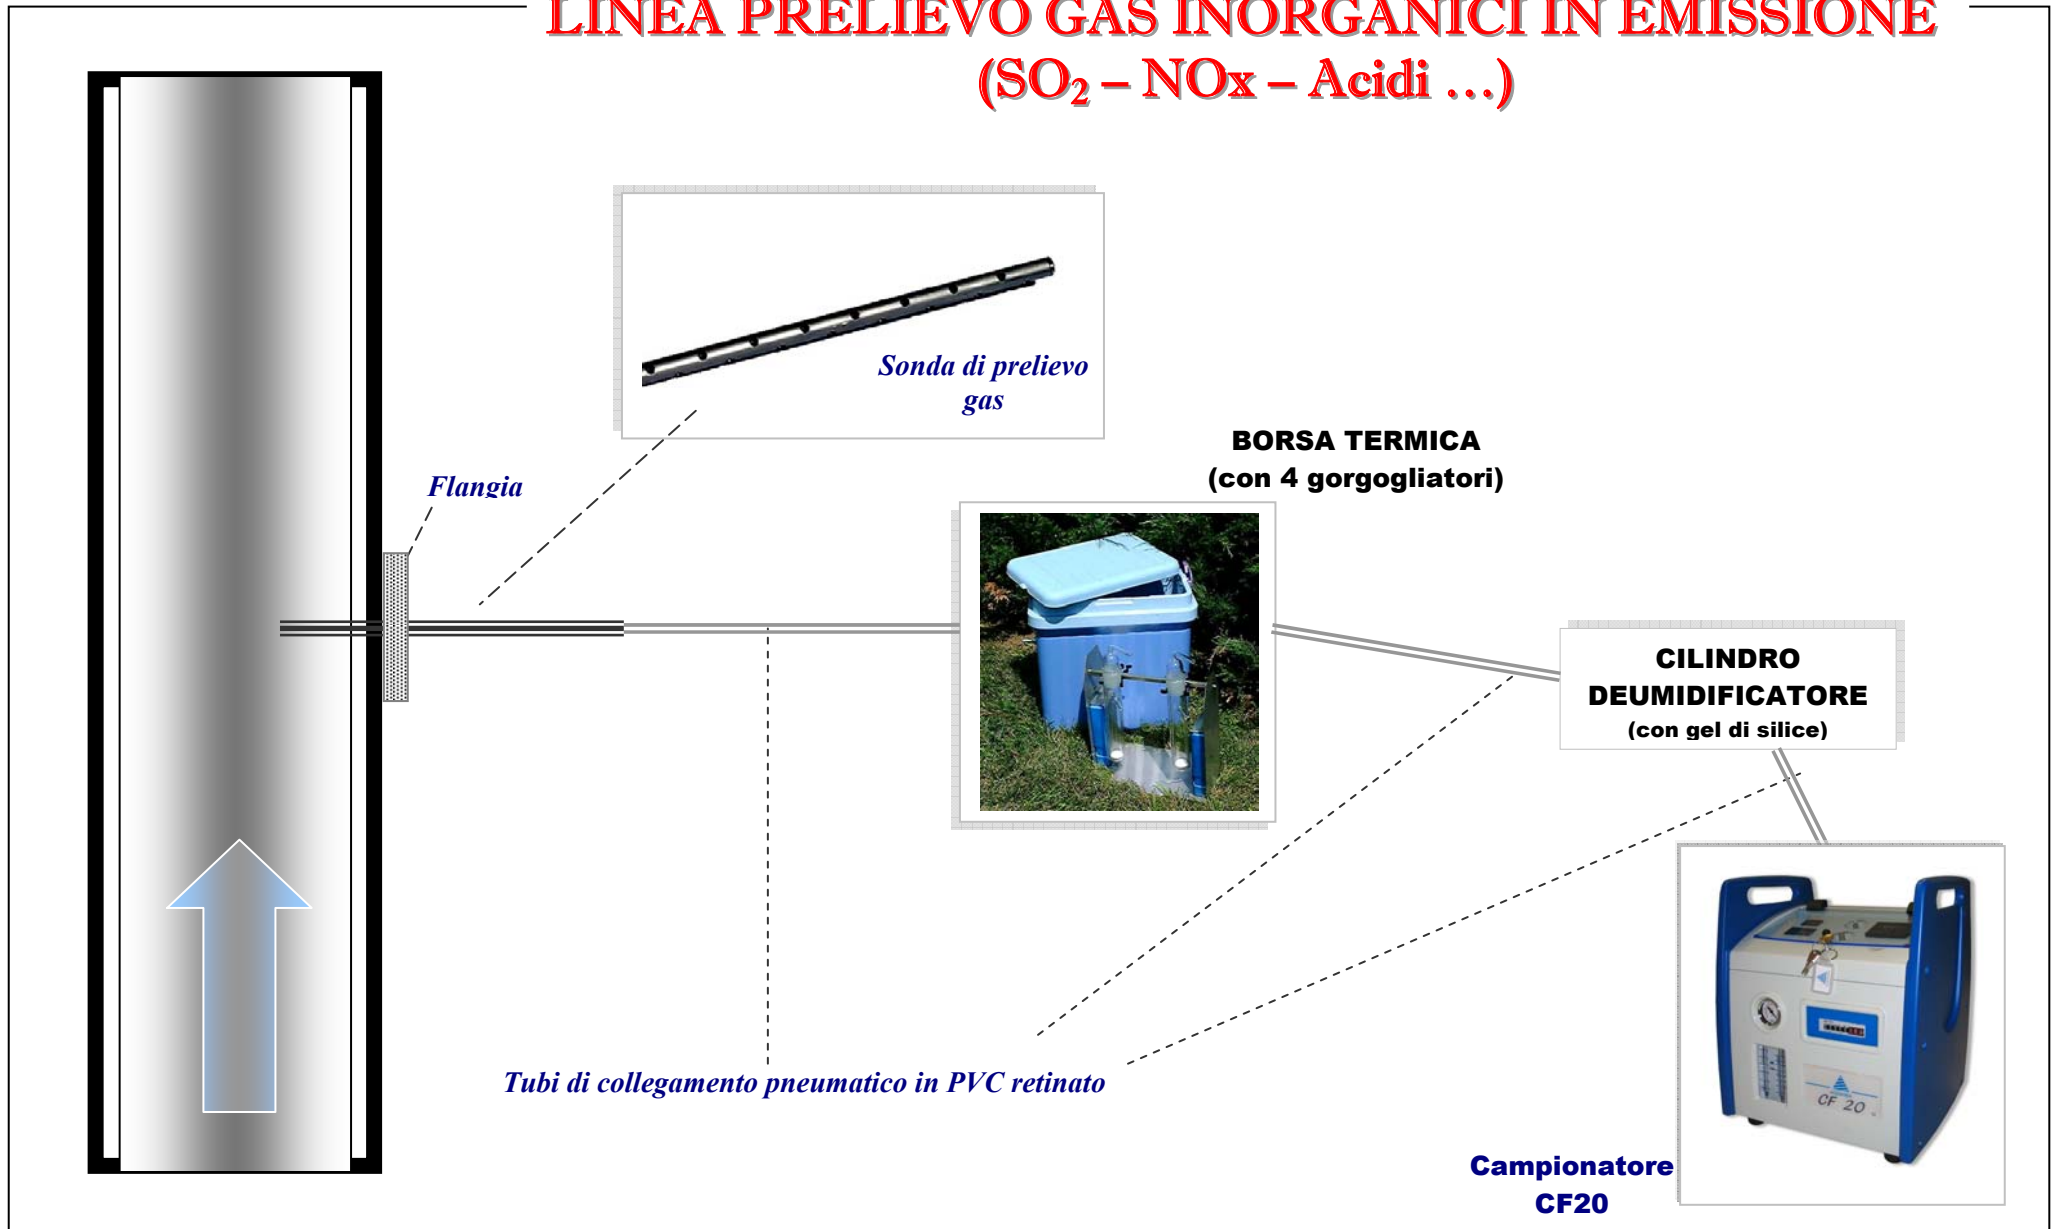 LINEA PRELIEVO GAS INORGANICI IN EMISSIONE
(SO₂ – NOx – Acidi …)
Sonda di prelievo
gas
BORSA TERMICA
(con 4 gorgogliatori)
Flangia
CILINDRO
DEUMIDIFICATORE
(con gel di silice)
Tubi di collegamento pneumatico in PVC retinato
CF 20
Campionatore
CF20